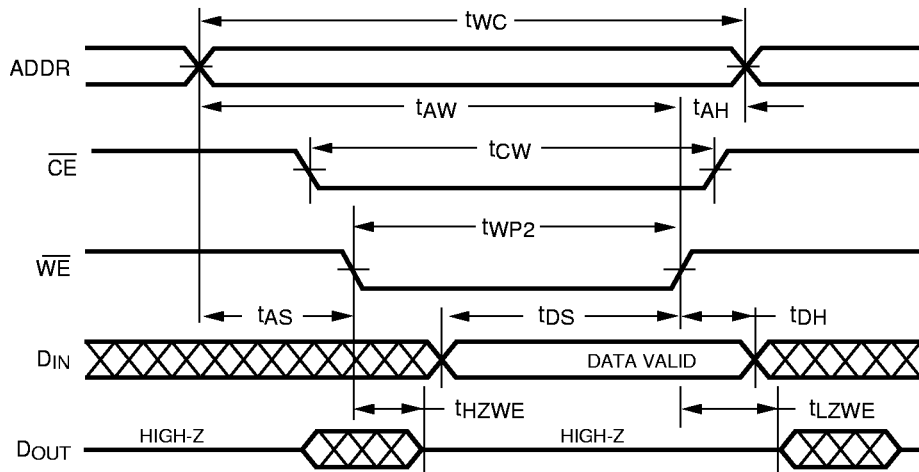 tWC
ADDR
tAW
tAH
CE
tCW
WE
tWP2
tAS
tDS
tDH
DIN
DATA VALID
tHZWE
tLZWE
DOUT
HIGH-Z
HIGH-Z